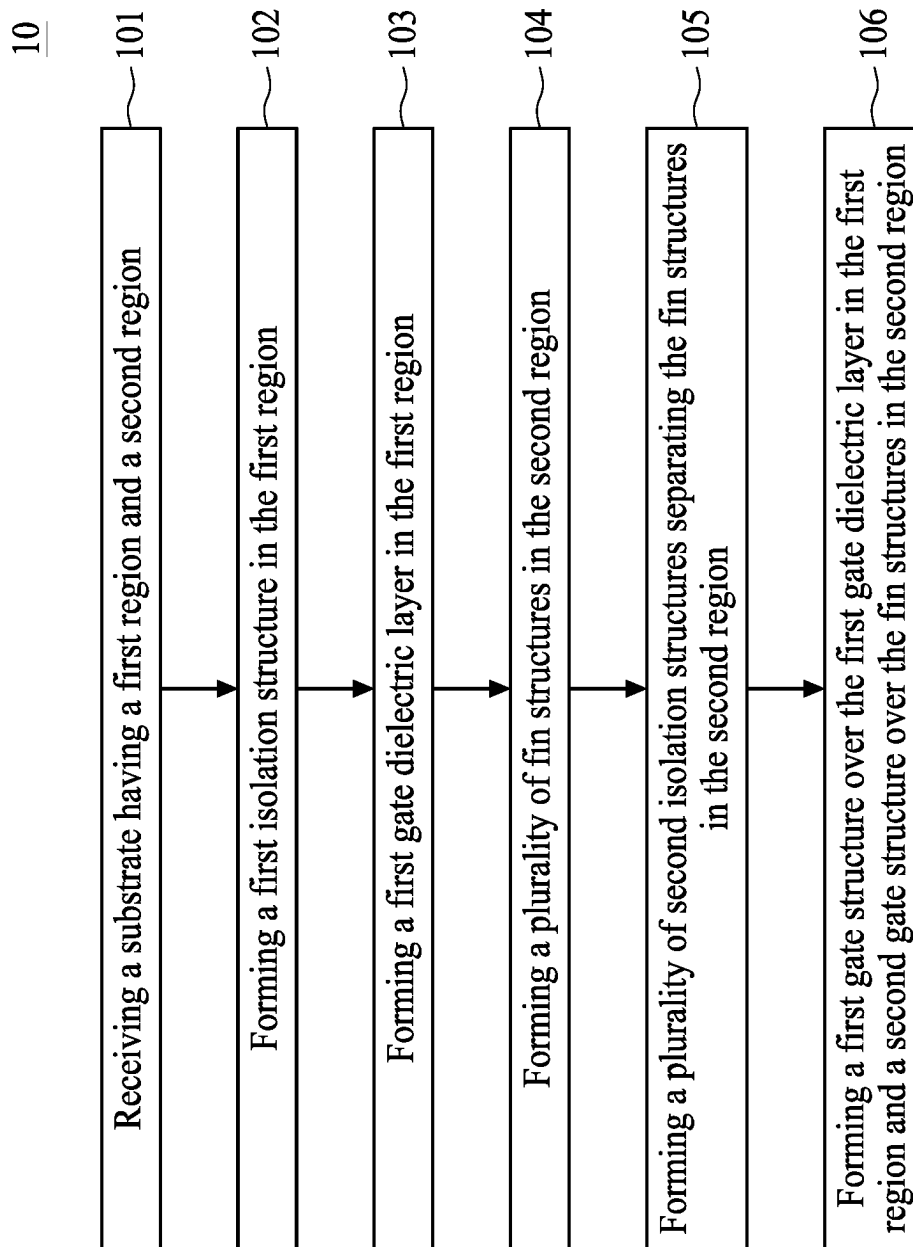 10
Receiving a substrate having a first region and a second region
101
Forming a first isolation structure in the first region
102
Forming a first gate dielectric layer in the first region
103
Forming a plurality of fin structures in the second region
104
Forming a plurality of second isolation structures separating the fin structures
in the second region
105
Forming a first gate structure over the first gate dielectric layer in the first
region and a second gate structure over the fin structures in the second region
106